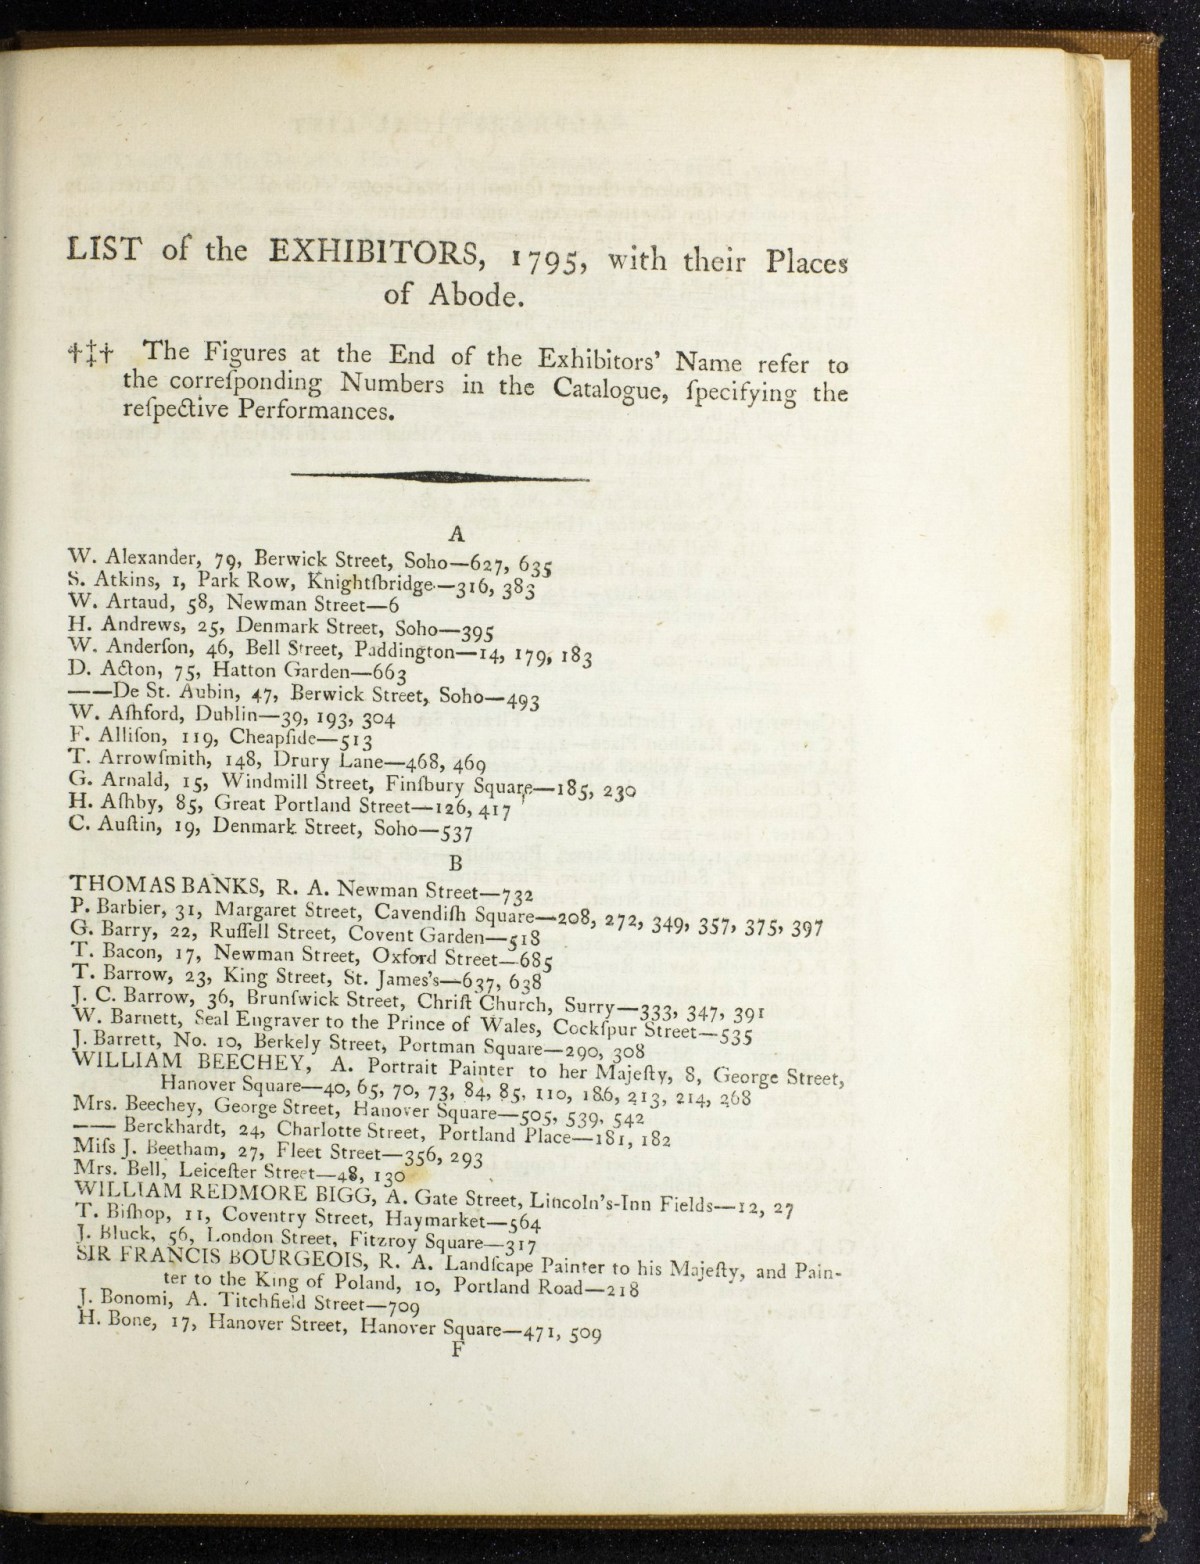 LIST of the EXHIBITORS, 1795, with their Places
of Abode.
†‡† The Figures at the End of the Exhibitors' Name refer to
the correſponding Numbers in the Catalogue, ſpecifying the
reſpective Performances.
A
W. Alexander, 79, Berwick Street, Soho—627, 635
S. Atkins, 1, Park Row, Knightſbridge—316, 383
W. Artaud, 58, Newman Street—6
H. Andrews, 25, Denmark Street, Soho—395
W. Anderſon, 46, Bell Street, Paddington—14, 179, 183
D. Acton, 75, Hatton Garden—663
——De St. Aubin, 47, Berwick Street, Soho—493
W. Aſhford, Dublin—39, 193, 304
F. Alliſon, 119, Cheapſide—513
T. Arrowſmith, 148, Drury Lane—468, 469
G. Arnald, 15, Windmill Street, Finſbury Square—185, 230
H. Aſhby, 85, Great Portland Street—126, 417
C. Auſtin, 19, Denmark Street, Soho—537
B
THOMAS BANKS, R. A. Newman Street—732
P. Barbier, 31, Margaret Street, Cavendiſh Square—208, 272, 349, 357, 375, 397
G. Barry, 22, Ruſſell Street, Covent Garden—518
T. Bacon, 17, Newman Street, Oxford Street—685
T. Barrow, 23, King Street, St. James's—637, 638
J. C. Barrow, 36, Brunſwick Street, Chriſt Church, Surry—333, 347, 391
W. Barnett, Seal Engraver to the Prince of Wales, Cockſpur Street—535
J. Barrett, No. 10, Berkely Street, Portman Square—290, 308
WILLIAM BEECHEY, A. Portrait Painter to her Majeſty, 8, George Street,
Hanover Square—40, 65, 70, 73, 84, 85, 110, 186, 213, 214, 268
Mrs. Beechey, George Street, Hanover Square—505, 539, 542
—— Berckhardt, 24, Charlotte Street, Portland Place—181, 182
Miſs J. Beetham, 27, Fleet Street—356, 293
Mrs. Bell, Leiceſter Street—48, 130
WILLIAM REDMORE BIGG, A. Gate Street, Lincoln's-Inn Fields—12, 27
T. Biſhop, 11, Coventry Street, Haymarket—564
J. Bluck, 56, London Street, Fitzroy Square—317
SIR FRANCIS BOURGEOIS, R. A. Landſcape Painter to his Majeſty, and Pain-
ter to the King of Poland, 10, Portland Road—218
J. Bonomi, A. Titchfield Street—709
H. Bone, 17, Hanover Street, Hanover Square—471, 509
F